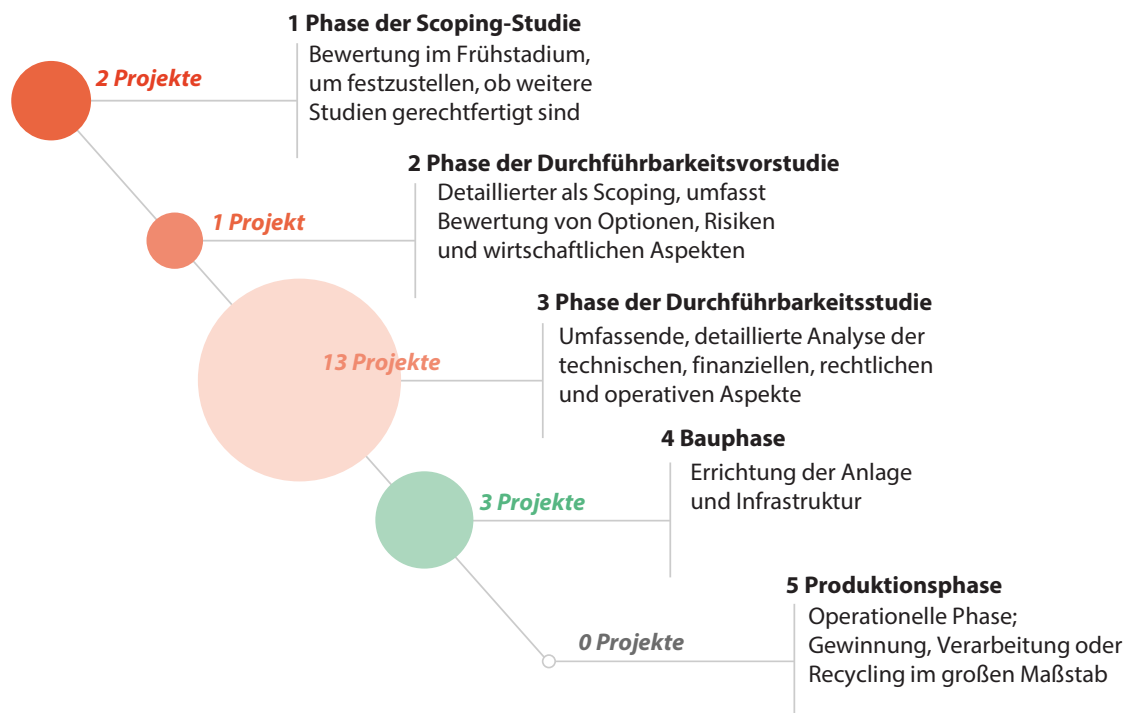 1 Phase der Scoping-Studie
2 Projekte
Bewertung im Frühstadium,
um festzustellen, ob weitere
Studien gerechtfertigt sind
2 Phase der Durchführbarkeitsvorstudie
1 Projekt
Detaillierter als Scoping, umfasst
Bewertung von Optionen, Risiken
und wirtschaftlichen Aspekten
3 Phase der Durchführbarkeitsstudie
13 Projekte
Umfassende, detaillierte Analyse der
technischen, finanziellen, rechtlichen
und operativen Aspekte
4 Bauphase
3 Projekte
Errichtung der Anlage
und Infrastruktur
5 Produktionsphase
0 Projekte
Operationelle Phase;
Gewinnung, Verarbeitung oder
Recycling im großen Maßstab